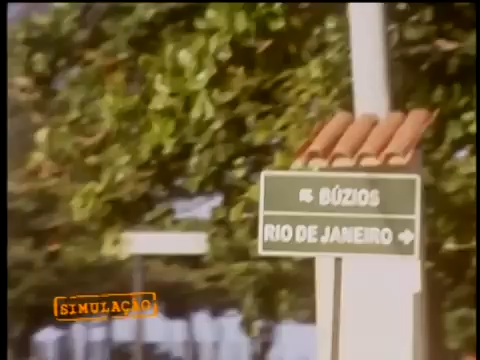 ↖ BÚZIOS
RIO DE JANEIRO →
SIMULAÇÃO